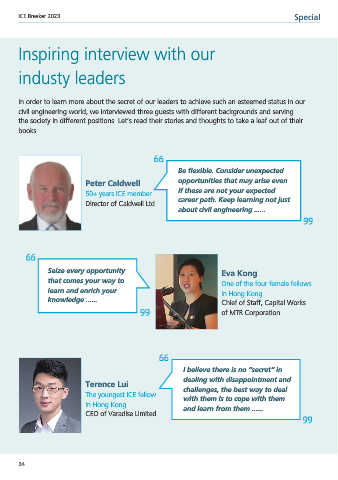 ICE Breaker 2023
Special
Inspiring interview with our
industy leaders
In order to learn more about the secret of our leaders to achieve such an esteemed status in our
civil engineering world, we interviewed three guests with different backgrounds and serving
the society in different positions Let's read their stories and thoughts to take a leaf out of their
books
Peter Caldwell
50+ years ICE member
Director of Caldwell Ltd
“
Be flexible. Consider unexpected
opportunities that may arise even
if these are not your expected
career path. Keep learning not just
about civil engineering ......
”
“
Seize every opportunity
that comes your way to
learn and enrich your
knowledge ......
”
Eva Kong
One of the four female fellows
in Hong Kong
Chief of Staff, Capital Works
of MTR Corporation
Terence Lui
The youngest ICE fellow
in Hong Kong
CEO of Varadise Limited
“
I believe there is no “secret” in
dealing with disappointment and
challenges, the best way to deal
with them is to cope with them
and learn from them ......
”